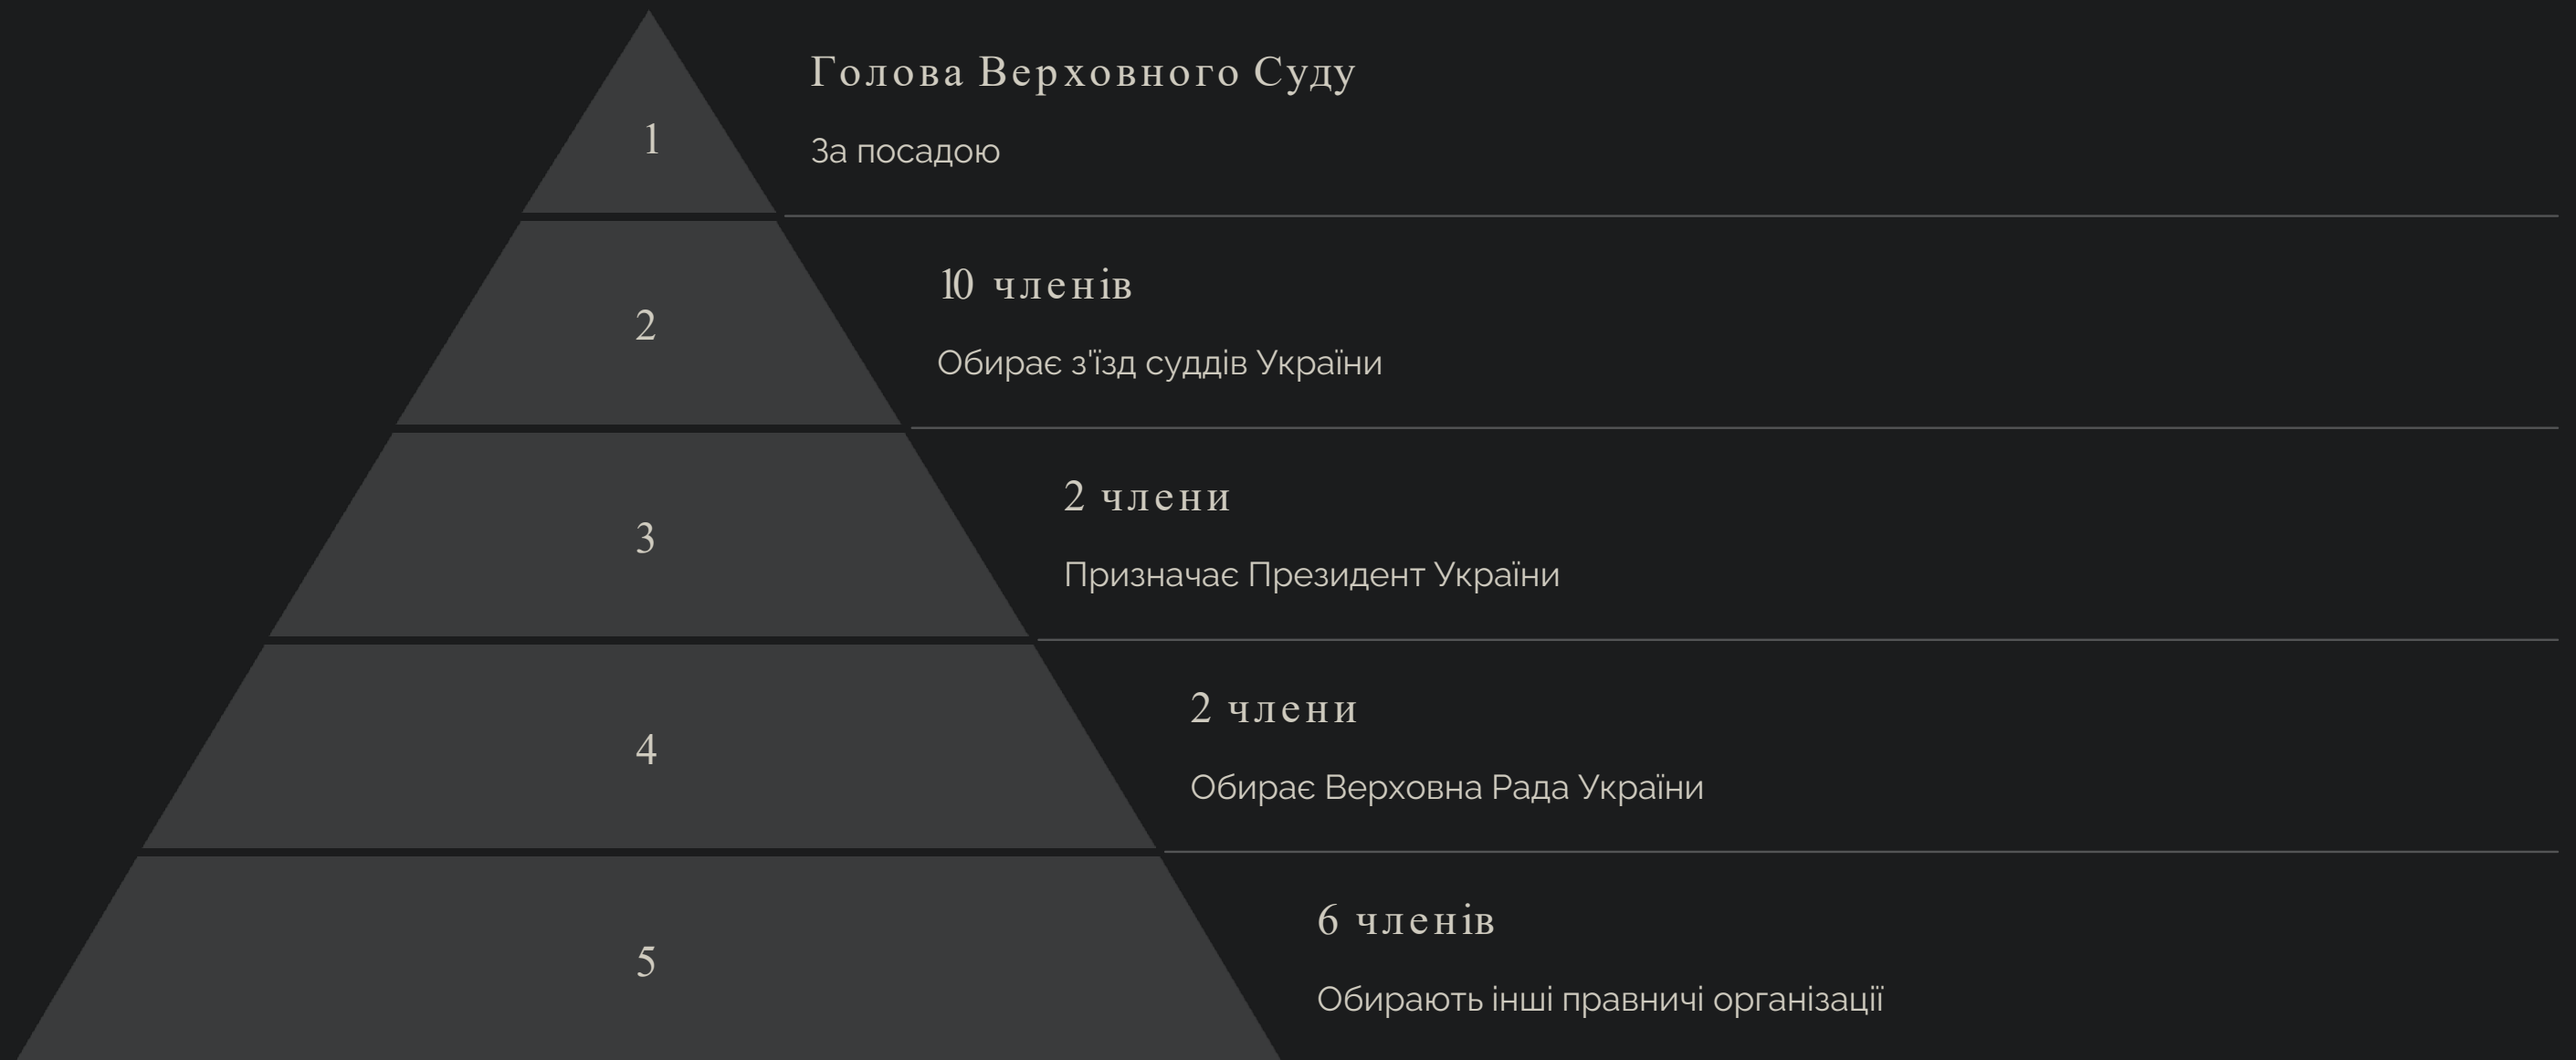 1
Голова Верховного Суду
За посадою
2
10 членів
Обирає з'їзд суддів України
3
2 члени
Призначає Президент України
4
2 члени
Обирає Верховна Рада України
5
6 членів
Обирають інші правничі організації